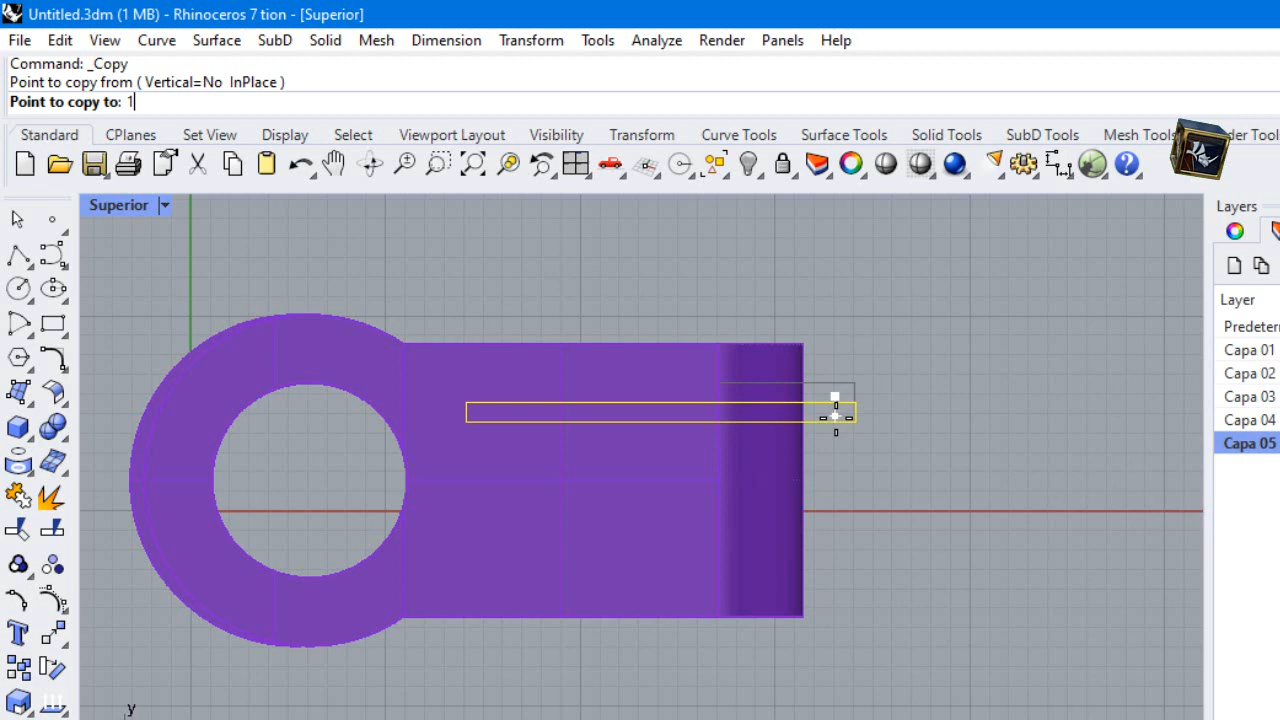 Untitled.3dm (1 MB) - Rhinoceros 7 tion - [Superior]
File Edit View Curve Surface SubD Solid Mesh Dimension Transform Tools Analyze Render Panels Help
Command: _Copy
Point to copy from ( Vertical=No InPlace )
Point to copy to: 1
Standard CPlanes Set View Display Select Viewport Layout Visibility Transform Curve Tools Surface Tools Solid Tools SubD Tools Mesh Tools der Tools
Superior
Layers
Layer
Predeter
Capa 01
Capa 02
Capa 03
Capa 04
Capa 05
y